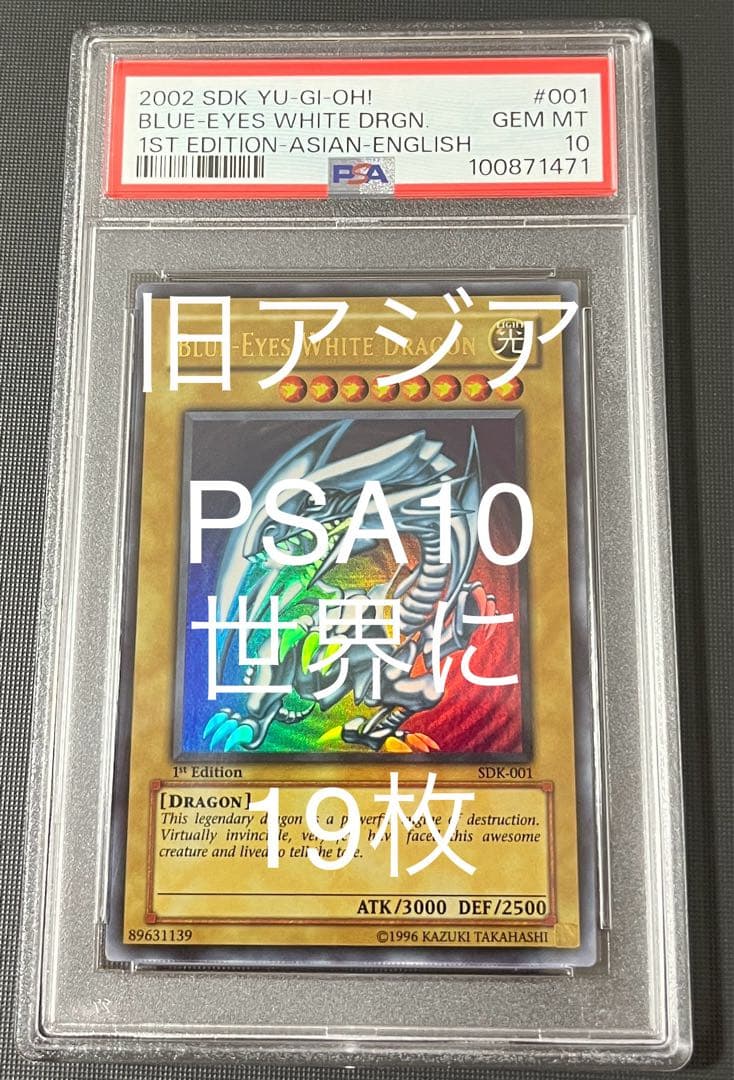 2002 SDK YU-GI-OH! #001
BLUE-EYES WHITE DRGN. GEM MT
1ST EDITION-ASIAN-ENGLISH 10
PSA 100871471
旧アジア
BLUE-EYES WHITE DRAGON LIGHT 光
PSA10
世界に
1st Edition SDK-001
19枚
[DRAGON]
This legendary dragon is a powerful engine of destruction.
Virtually invincible, very few have faced this awesome
creature and lived to tell the tale.
ATK/3000 DEF/2500
89631139 ©1996 KAZUKI TAKAHASHI